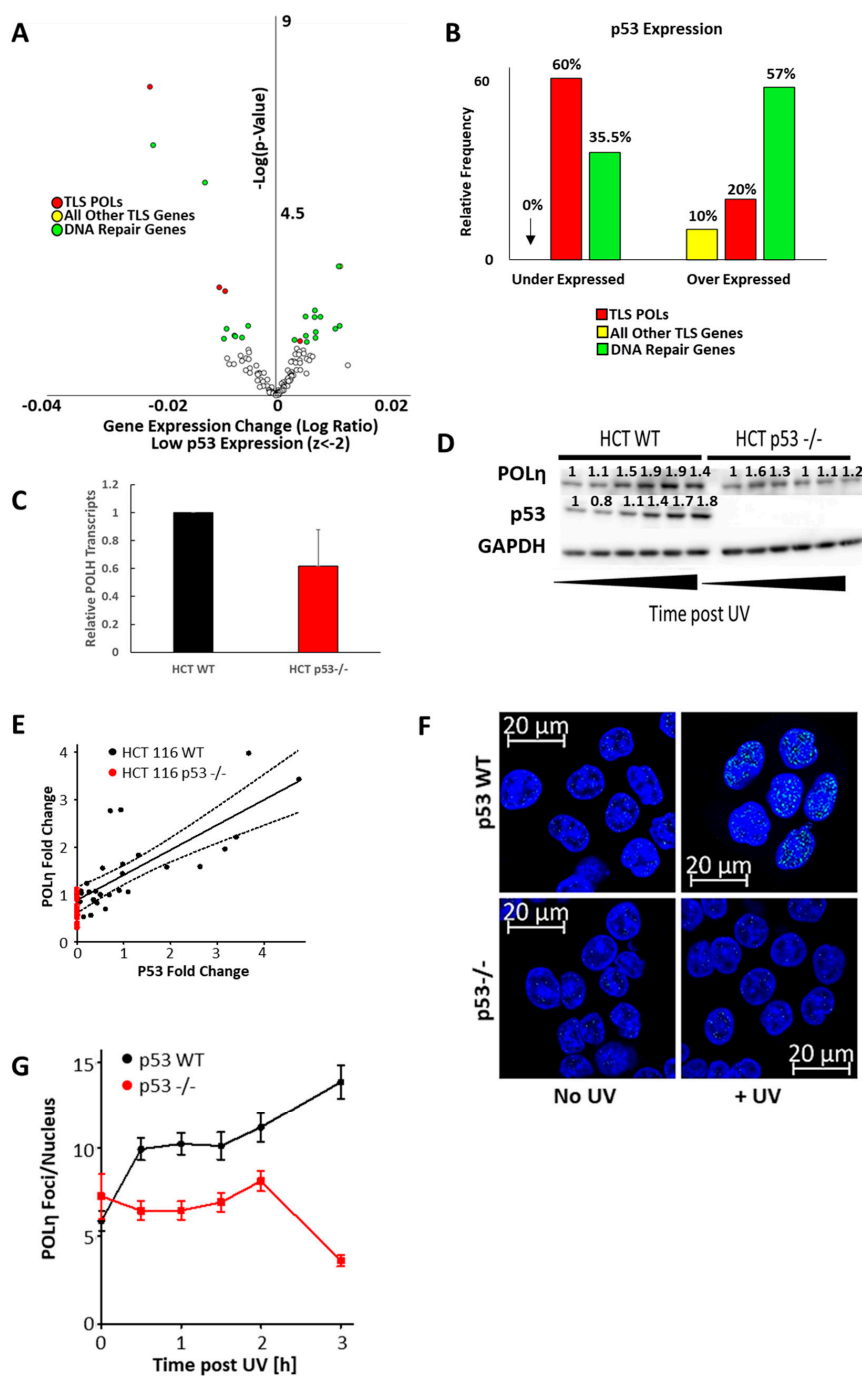 A
9
-Log(p-Value)
4.5
TLS POLs
All Other TLS Genes
DNA Repair Genes
-0.04
-0.02
0
0.02
Gene Expression Change (Log Ratio)
Low p53 Expression (z<-2)
B
p53 Expression
Relative Frequency
60
0
0%
60%
35.5%
10%
20%
57%
Under Expressed
Over Expressed
TLS POLs
All Other TLS Genes
DNA Repair Genes
C
Relative POLH Transcripts
1.2
1
0.8
0.6
0.4
0.2
0
HCT WT
HCT p53-/-
D
HCT WT
HCT p53 -/-
POLη
1 1.1 1.5 1.9 1.9 1.4
1 1.6 1.3 1 1.1 1.2
p53
1 0.8 1.1 1.4 1.7 1.8
GAPDH
Time post UV
E
HCT 116 WT
HCT 116 p53 -/-
POLη Fold Change
4
3
2
1
0
0 1 2 3 4
P53 Fold Change
F
p53 WT
p53-/-
20 µm
20 µm
20 µm
20 µm
No UV
+ UV
G
p53 WT
p53 -/-
POLη Foci/Nucleus
15
10
5
0
0 1 2 3
Time post UV [h]